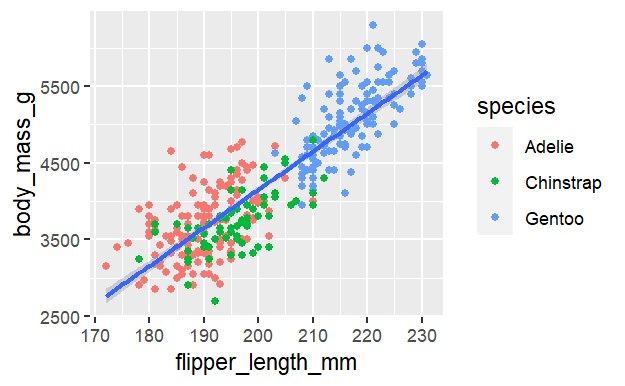 body_mass_g
5500
4500
3500
2500
170 180 190 200 210 220 230
flipper_length_mm
species
Adelie
Chinstrap
Gentoo